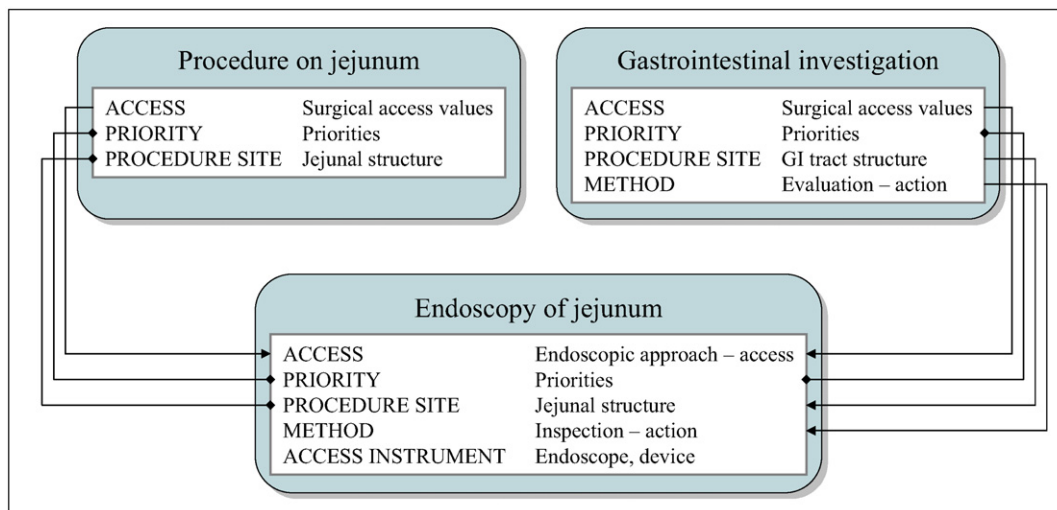 Procedure on jejunum
ACCESS Surgical access values
PRIORITY Priorities
PROCEDURE SITE Jejunal structure
Gastrointestinal investigation
ACCESS Surgical access values
PRIORITY Priorities
PROCEDURE SITE GI tract structure
METHOD Evaluation – action
Endoscopy of jejunum
ACCESS Endoscopic approach – access
PRIORITY Priorities
PROCEDURE SITE Jejunal structure
METHOD Inspection – action
ACCESS INSTRUMENT Endoscope, device